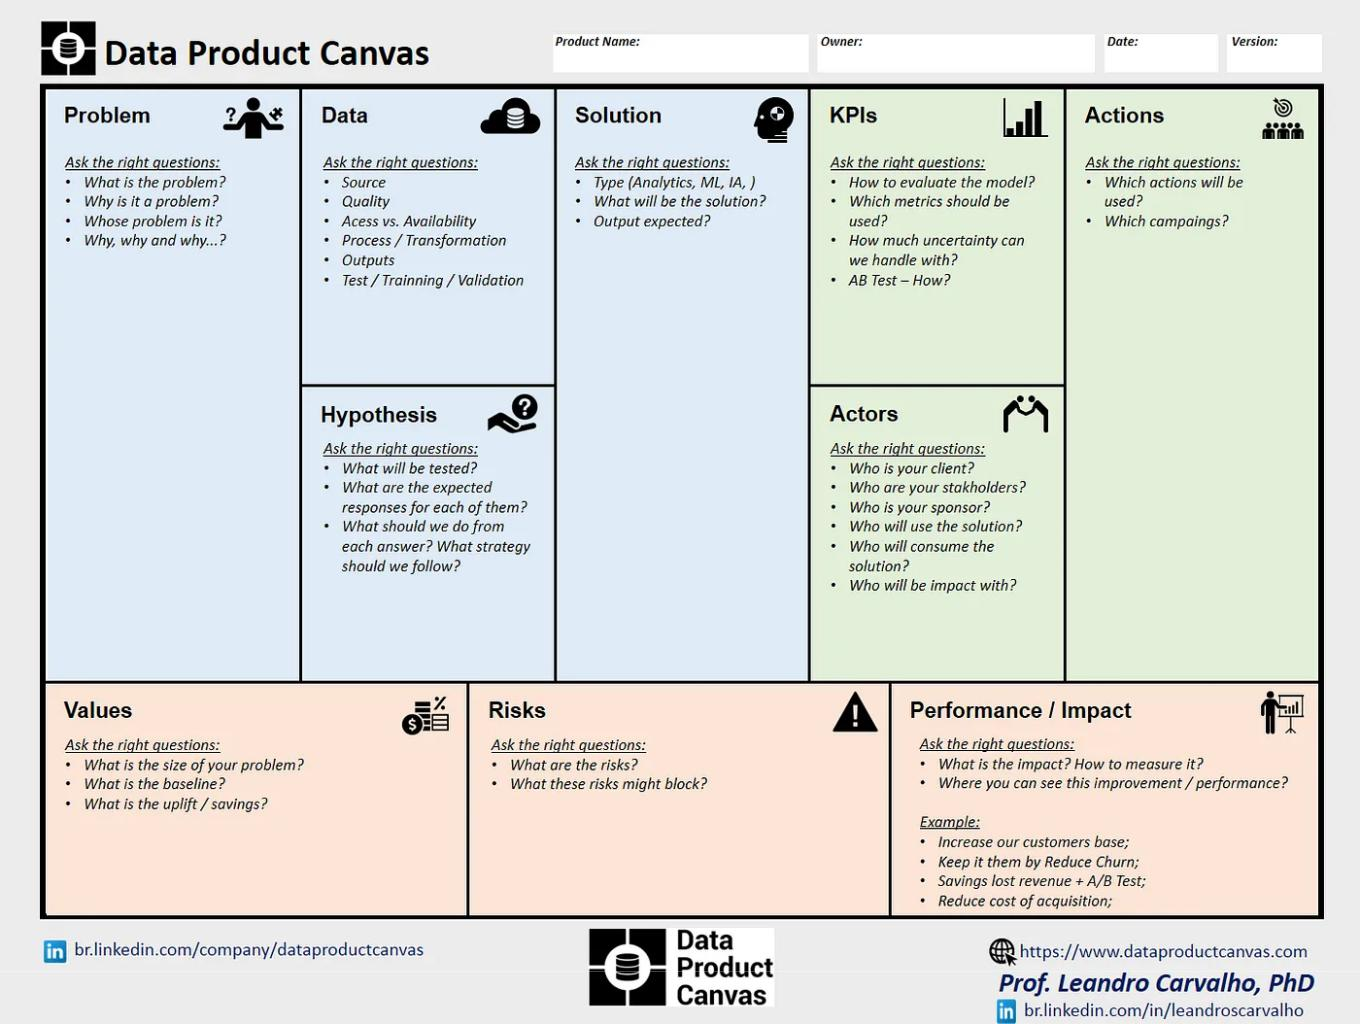 Data Product Canvas
Product Name:
Owner:
Date:
Version:
Problem
Ask the right questions:
• What is the problem?
• Why is it a problem?
• Whose problem is it?
• Why, why and why...?
Data
Ask the right questions:
• Source
• Quality
• Acess vs. Availability
• Process / Transformation
• Outputs
• Test / Trainning / Validation
Hypothesis
Ask the right questions:
• What will be tested?
• What are the expected
responses for each of them?
• What should we do from
each answer? What strategy
should we follow?
Solution
Ask the right questions:
• Type (Analytics, ML, IA, )
• What will be the solution?
• Output expected?
KPIs
Ask the right questions:
• How to evaluate the model?
• Which metrics should be
used?
• How much uncertainty can
we handle with?
• AB Test – How?
Actors
Ask the right questions:
• Who is your client?
• Who are your stakholders?
• Who is your sponsor?
• Who will use the solution?
• Who will consume the
solution?
• Who will be impact with?
Actions
Ask the right questions:
• Which actions will be
used?
• Which campaings?
Values
Ask the right questions:
• What is the size of your problem?
• What is the baseline?
• What is the uplift / savings?
Risks
Ask the right questions:
• What are the risks?
• What these risks might block?
Performance / Impact
Ask the right questions:
• What is the impact? How to measure it?
• Where you can see this improvement / performance?
Example:
• Increase our customers base;
• Keep it them by Reduce Churn;
• Savings lost revenue + A/B Test;
• Reduce cost of acquisition;
in br.linkedin.com/company/dataproductcanvas
Data
Product
Canvas
https://www.dataproductcanvas.com
Prof. Leandro Carvalho, PhD
in br.linkedin.com/in/leandroscarvalho